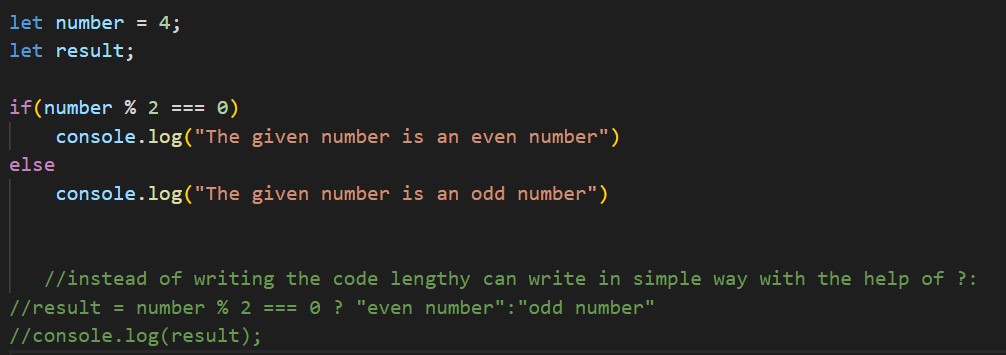 let number = 4;
let result;
if(number % 2 === 0)
console.log("The given number is an even number")
else
console.log("The given number is an odd number")
//instead of writing the code lengthy can write in simple way with the help of ?:
//result = number % 2 === 0 ? "even number":"odd number"
//console.log(result);